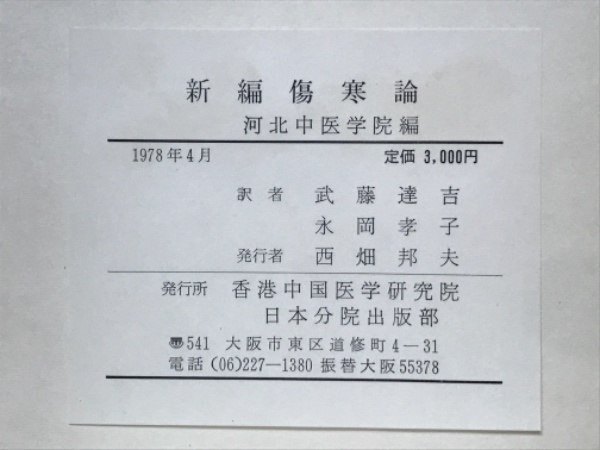 新編傷寒論
河北中医学院編
1978年4月 定価 3,000円
訳者 武藤達吉
永岡孝子
発行者 西畑邦夫
発行所 香港中国医学研究院
日本分院出版部
〠541 大阪市東区道修町4—31
電話 (06)227—1380 振替大阪55378